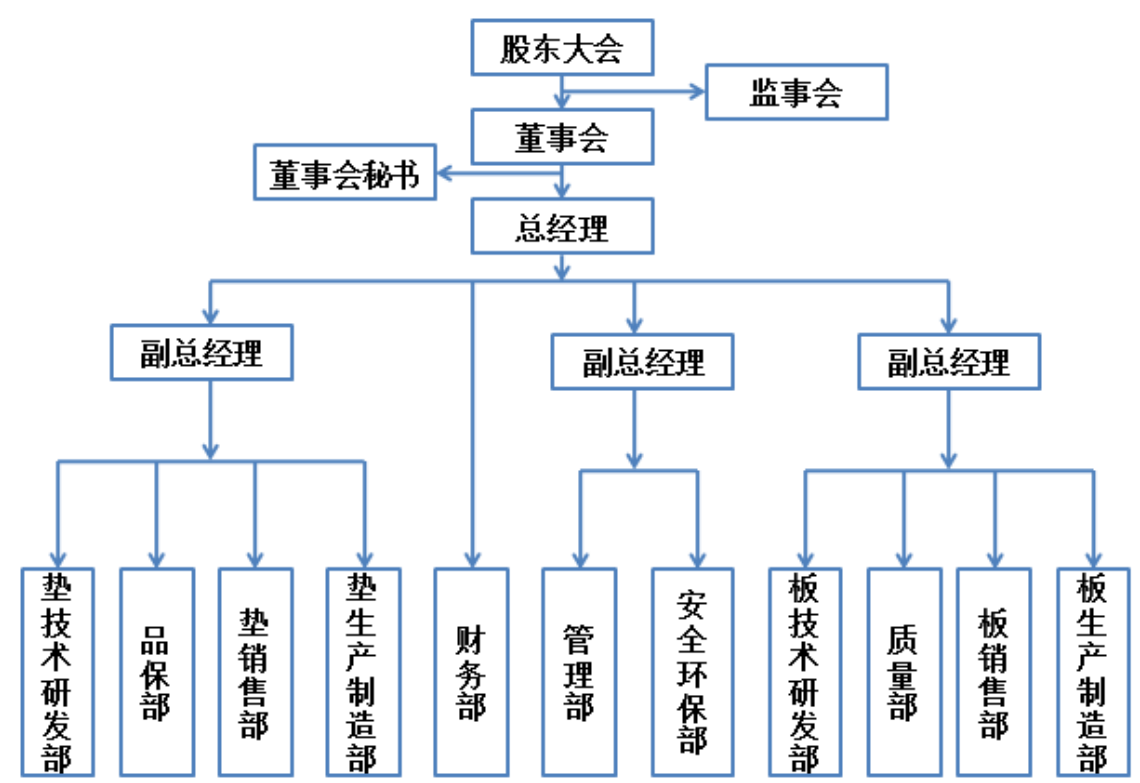 股东大会
监事会
董事会
董事会秘书
总经理
副总经理
副总经理
副总经理
垫技术研发部
品保部
垫销售部
垫生产制造部
财务部
管理部
安全环保部
板技术研发部
质量部
板销售部
板生产制造部